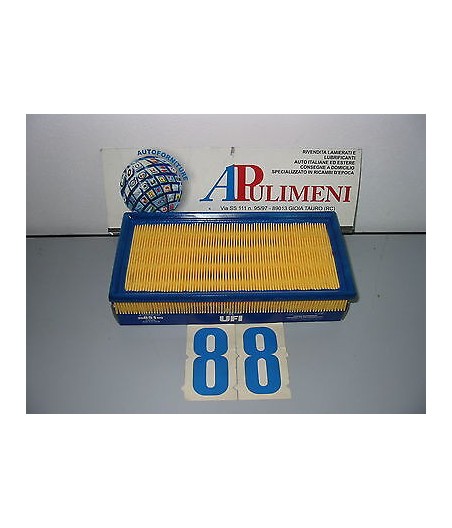 AUTOFORNITURE
APULIMENI
RIVENDITA LAMIERATI E
LUBRIFICANTI
AUTO ITALIANE ED ESTERE
CONSEGNE A DOMICILIO
SPECIALIZZATO IN RICAMBI D'EPOCA
Via SS 111 n. 95/97 - 89013 GIOIA TAURO (RC)
UFI
88